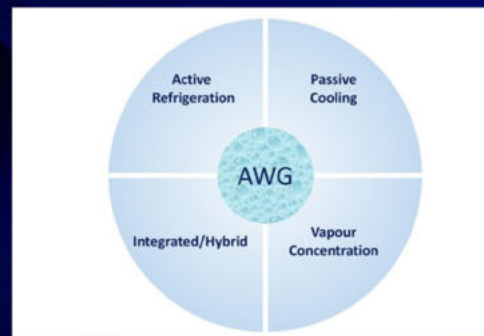 Active
Refrigeration
Passive
Cooling
AWG
Integrated/Hybrid
Vapour
Concentration